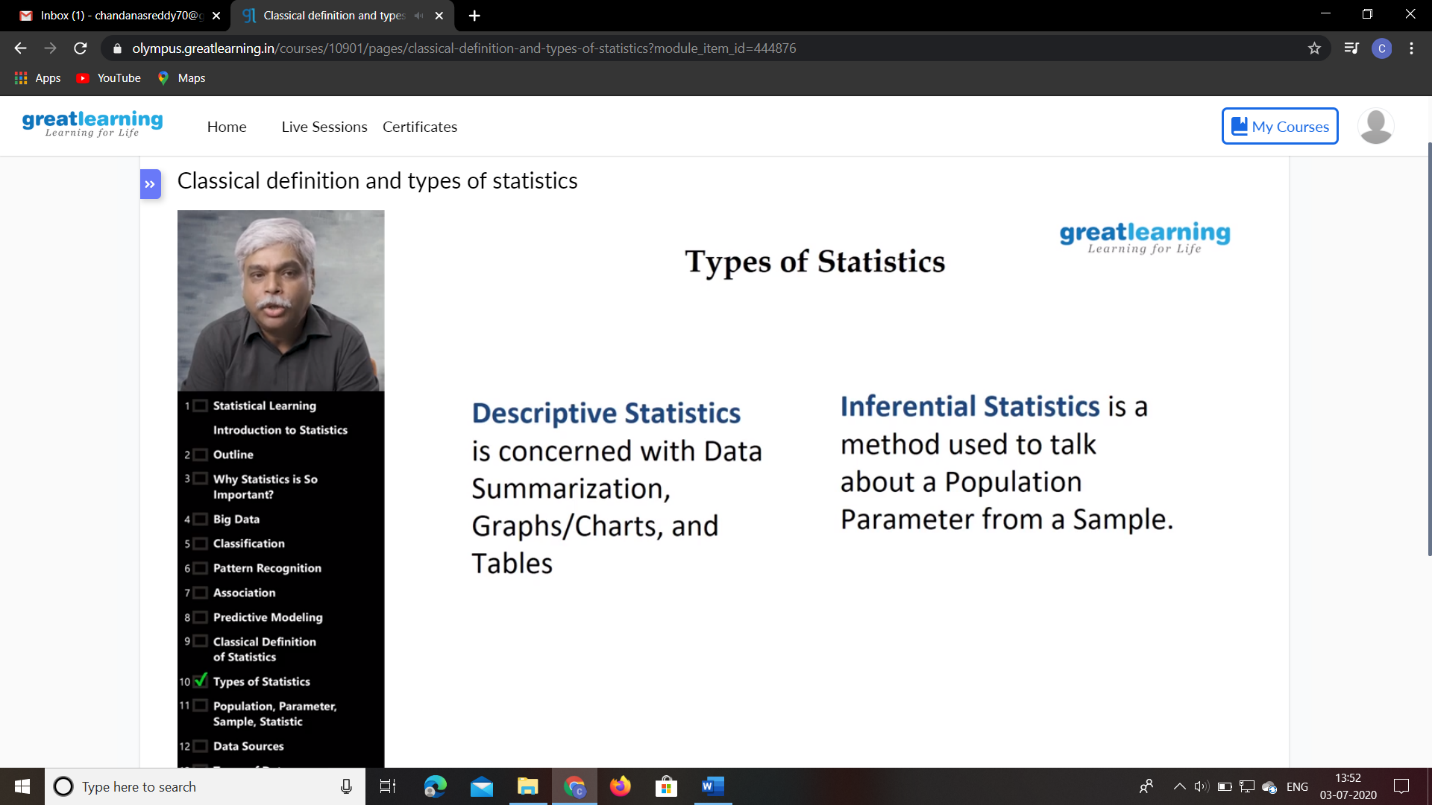 Inbox (1) - chandanasreddy70@g
Classical definition and types
olympus.greatlearning.in/courses/10901/pages/classical-definition-and-types-of-statistics?module_item_id=444876
C
Apps
YouTube
Maps
greatlearning
Learning for Life
Home
Live Sessions
Certificates
My Courses
»
Classical definition and types of statistics
greatlearning
Learning for Life
Types of Statistics
Descriptive Statistics
is concerned with Data
Summarization,
Graphs/Charts, and
Tables
Inferential Statistics is a
method used to talk
about a Population
Parameter from a Sample.
1 Statistical Learning
Introduction to Statistics
2 Outline
3 Why Statistics is So
Important?
4 Big Data
5 Classification
6 Pattern Recognition
7 Association
8 Predictive Modeling
9 Classical Definition
of Statistics
10 Types of Statistics
11 Population, Parameter,
Sample, Statistic
12 Data Sources
Type here to search
ENG
13:52
03-07-2020